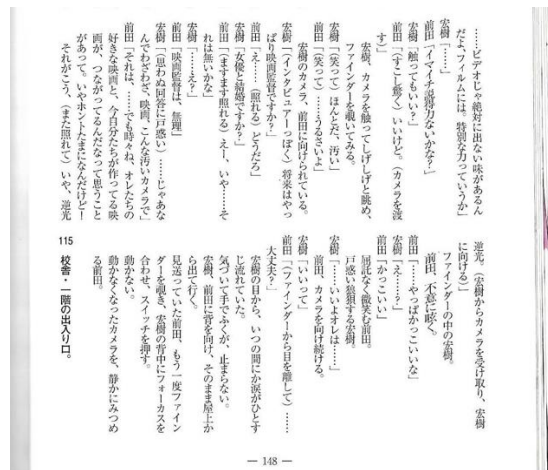 ……ビデオじゃ絶対に出ない味があるん
だよ、フィルムには。特別な力っていうか」
宏樹「……」
前田「イマイチ説得力ないかな？」
宏樹「触ってもいい？」
前田「（すこし驚く）いいけど。（カメラを渡
す）」
宏樹、カメラを触ってしげしげと眺め、
ファインダーを覗いてみる。
宏樹「（笑って）ほんとだ、汚い」
前田「（笑って）……うるさいよ」
宏樹のカメラ、前田に向けられている。
宏樹「（インタビュアーっぽく）将来はやっ
ぱり映画監督ですか？」
前田「え……（照れる）どうだろ」
宏樹「女優と結婚ですか？」
前田「（ますます照れる）えー、いや……そ
れは無いかな」
宏樹「……え？」
前田「映画監督は、無理」
宏樹「（思わぬ回答に戸惑い）……じゃあな
んでわざわざ、映画、こんな汚いカメラで」
前田「それは、……でも時々ね、オレたちの
好きな映画と、今自分たちが作ってる映
画が、つながってるんだなって思うこと
があって。いやホントたまになんだけど！
それがこう、（また照れて）いや、逆光
逆光。（宏樹からカメラを受け取り、宏樹
に向ける）」
ファインダーの中の宏樹。
前田、不意に呟く。
前田「……やっぱかっこいいな」
宏樹「え……？」
前田「かっこいい」
屈託なく微笑む前田。
戸惑い狼狽する宏樹。
宏樹「……いいよオレは……」
前田、カメラを向け続ける。
宏樹「いいって」
前田「（ファインダーから目を離して）……
大丈夫？」
宏樹の目から、いつの間にか涙がひとす
じ流れていた。
気づいて手でふくが、止まらない。
宏樹、前田に背を向け、そのまま屋上か
ら出て行く。
見送っていた前田、もう一度ファイン
ダーを覗き、宏樹の背中にフォーカスを
合わせ、スイッチを押す。
動かない。
動かなくなったカメラを、静かにみつめ
る前田。
115 校舎・一階の出入り口。
— 148 —